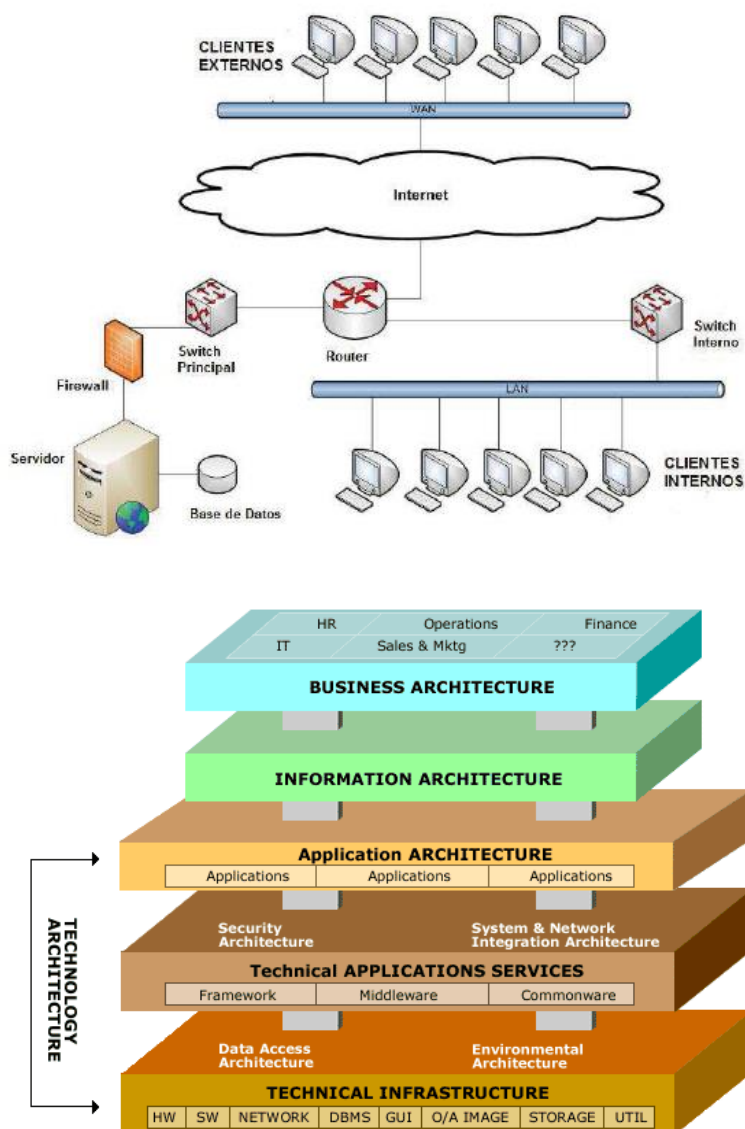 CLIENTES
EXTERNOS
WAN
Internet
Switch
Principal
Router
Switch
Interno
Firewall
LAN
Servidor
Base de Datos
CLIENTES
INTERNOS
HR Operations Finance
IT Sales & Mktg ???
BUSINESS ARCHITECTURE
INFORMATION ARCHITECTURE
Application ARCHITECTURE
Applications Applications Applications
Security
Architecture
System & Network
Integration Architecture
Technical APPLICATIONS SERVICES
Framework Middleware Commonware
Data Access
Architecture
Environmental
Architecture
TECHNICAL INFRASTRUCTURE
HW SW NETWORK DBMS GUI O/A IMAGE STORAGE UTIL
TECHNOLOGY
ARCHITECTURE